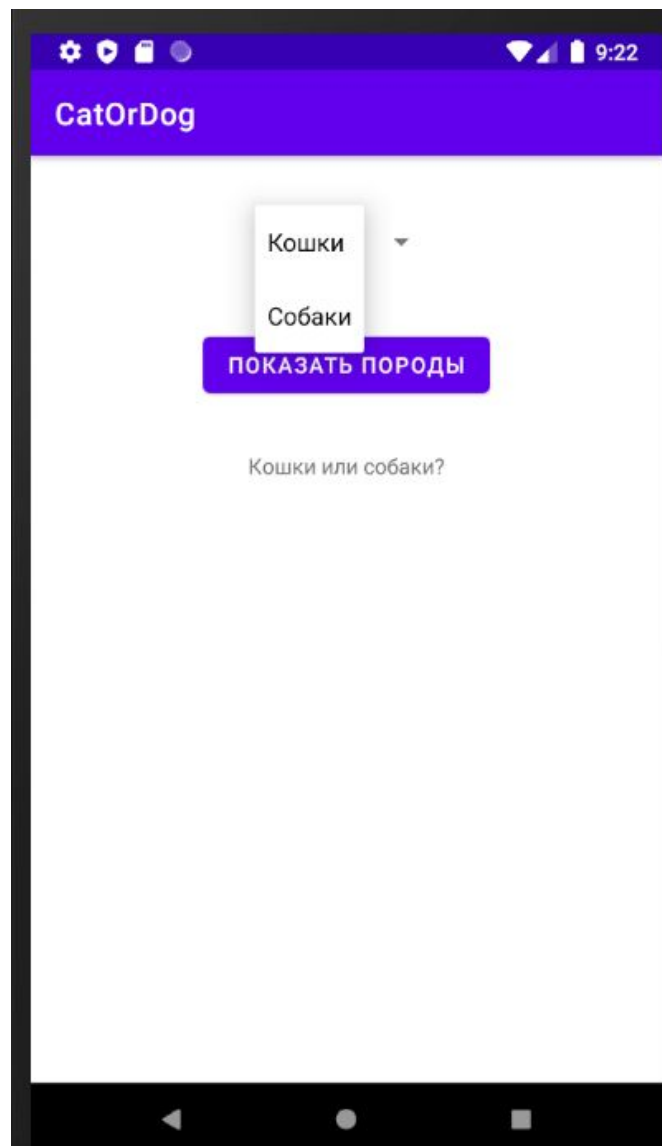 9:22
CatOrDog
Кошки
Собаки
ПОКАЗАТЬ ПОРОДЫ
Кошки или собаки?